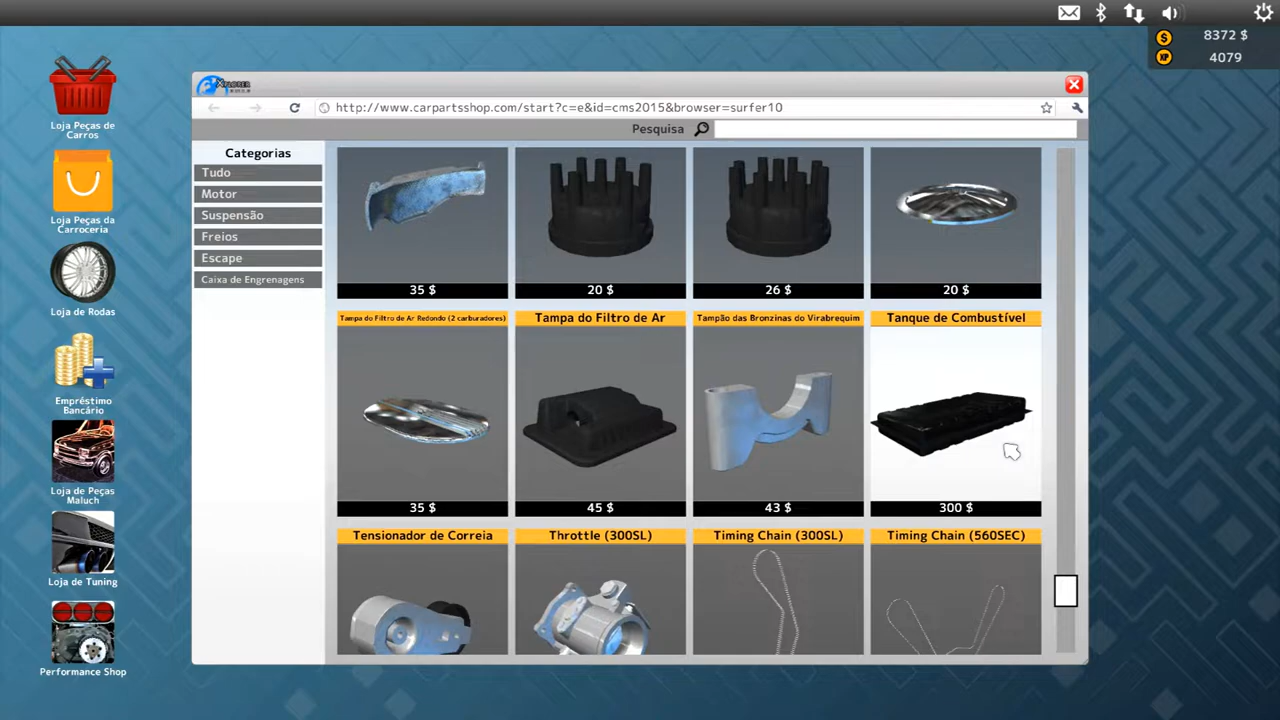 8372 $
4079
XPLORER
http://www.carpartsshop.com/start?c=e&id=cms2015&browser=surfer10
Pesquisa
Categorias
Tudo
Motor
Suspensão
Freios
Escape
Caixa de Engrenagens
Loja Peças de
Carros
Loja Peças da
Carroceria
Loja de Rodas
Empréstimo
Bancário
Loja de Peças
Maluch
Loja de Tuning
Performance Shop
35 $
20 $
26 $
20 $
Tampa do Filtro de Ar Redondo (2 carburadores)
Tampa do Filtro de Ar
Tampão das Bronzinas do Virabrequim
Tanque de Combustível
35 $
45 $
43 $
300 $
Tensionador de Correia
Throttle (300SL)
Timing Chain (300SL)
Timing Chain (560SEC)